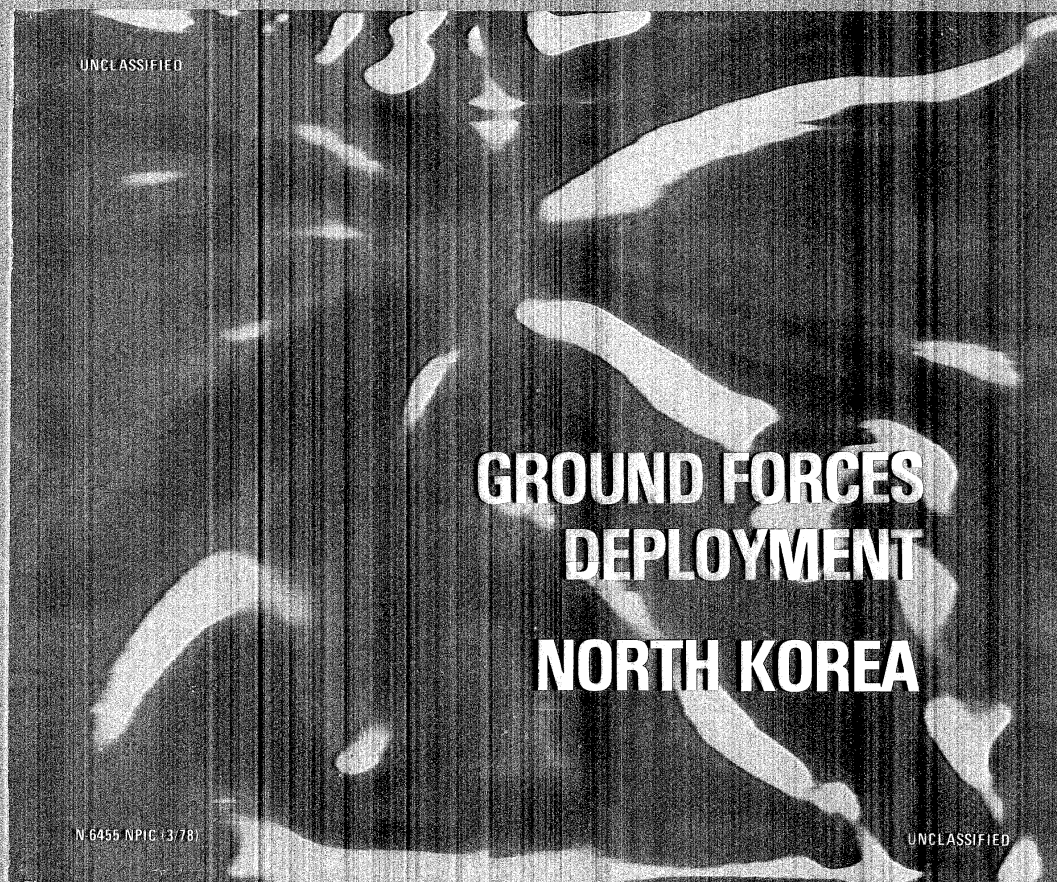 UNCLASSIFIED
GROUND FORCES
DEPLOYMENT
NORTH KOREA
N-6455 NPIC (3/78)
UNCLASSIFIED